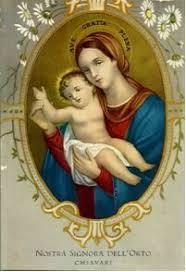 AVE GRATIA PLENA
NOSTRA SIGNORA DELL'ORTO
CHIAVARI